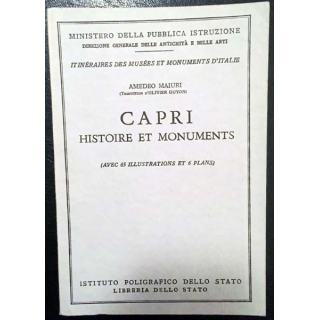 MINISTERO DELLA PUBBLICA ISTRUZIONE
DIREZIONE GENERALE DELLE ANTICHITÀ E BELLE ARTI
ITINÉRAIRES DES MUSÉES ET MONUMENTS D'ITALIE
AMEDEO MAIURI
(Traduction d'OLIVIER GUYON)
CAPRI
HISTOIRE ET MONUMENTS
(AVEC 45 ILLUSTRATIONS ET 6 PLANS)
ISTITUTO POLIGRAFICO DELLO STATO
LIBRERIA DELLO STATO